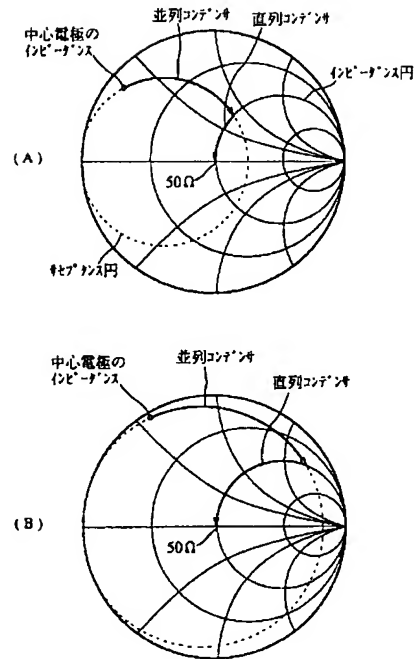 並列コンデンサ
中心電極の
インピーダンス
直列コンデンサ
インピーダンス円
(A)
50Ω
サセプタンス円
中心電極の
インピーダンス
並列コンデンサ
直列コンデンサ
(B)
50Ω